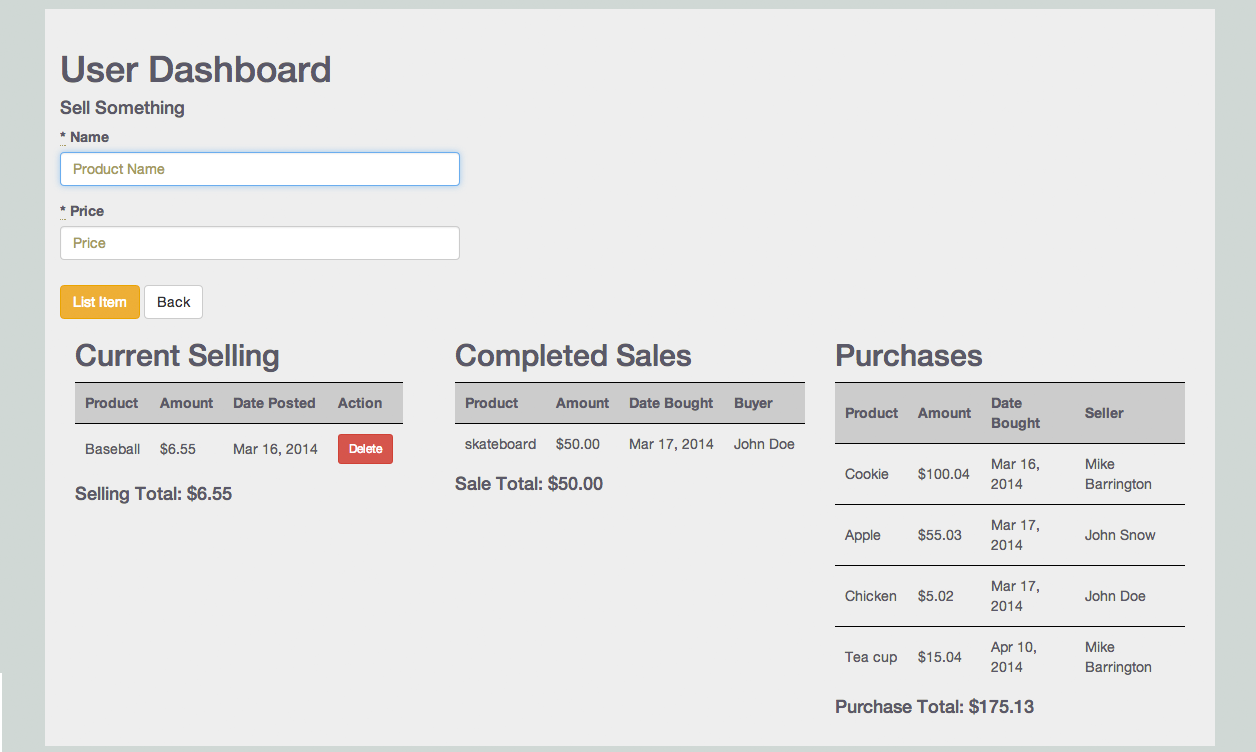 User Dashboard
Sell Something
* Name
Product Name
* Price
Price
List Item Back
Current Selling
Product Amount Date Posted Action
Baseball $6.55 Mar 16, 2014 Delete
Selling Total: $6.55
Completed Sales
Product Amount Date Bought Buyer
skateboard $50.00 Mar 17, 2014 John Doe
Sale Total: $50.00
Purchases
Product Amount Date
Bought Seller
Cookie $100.04 Mar 16,
2014 Mike
Barrington
Apple $55.03 Mar 17,
2014 John Snow
Chicken $5.02 Mar 17,
2014 John Doe
Tea cup $15.04 Apr 10,
2014 Mike
Barrington
Purchase Total: $175.13